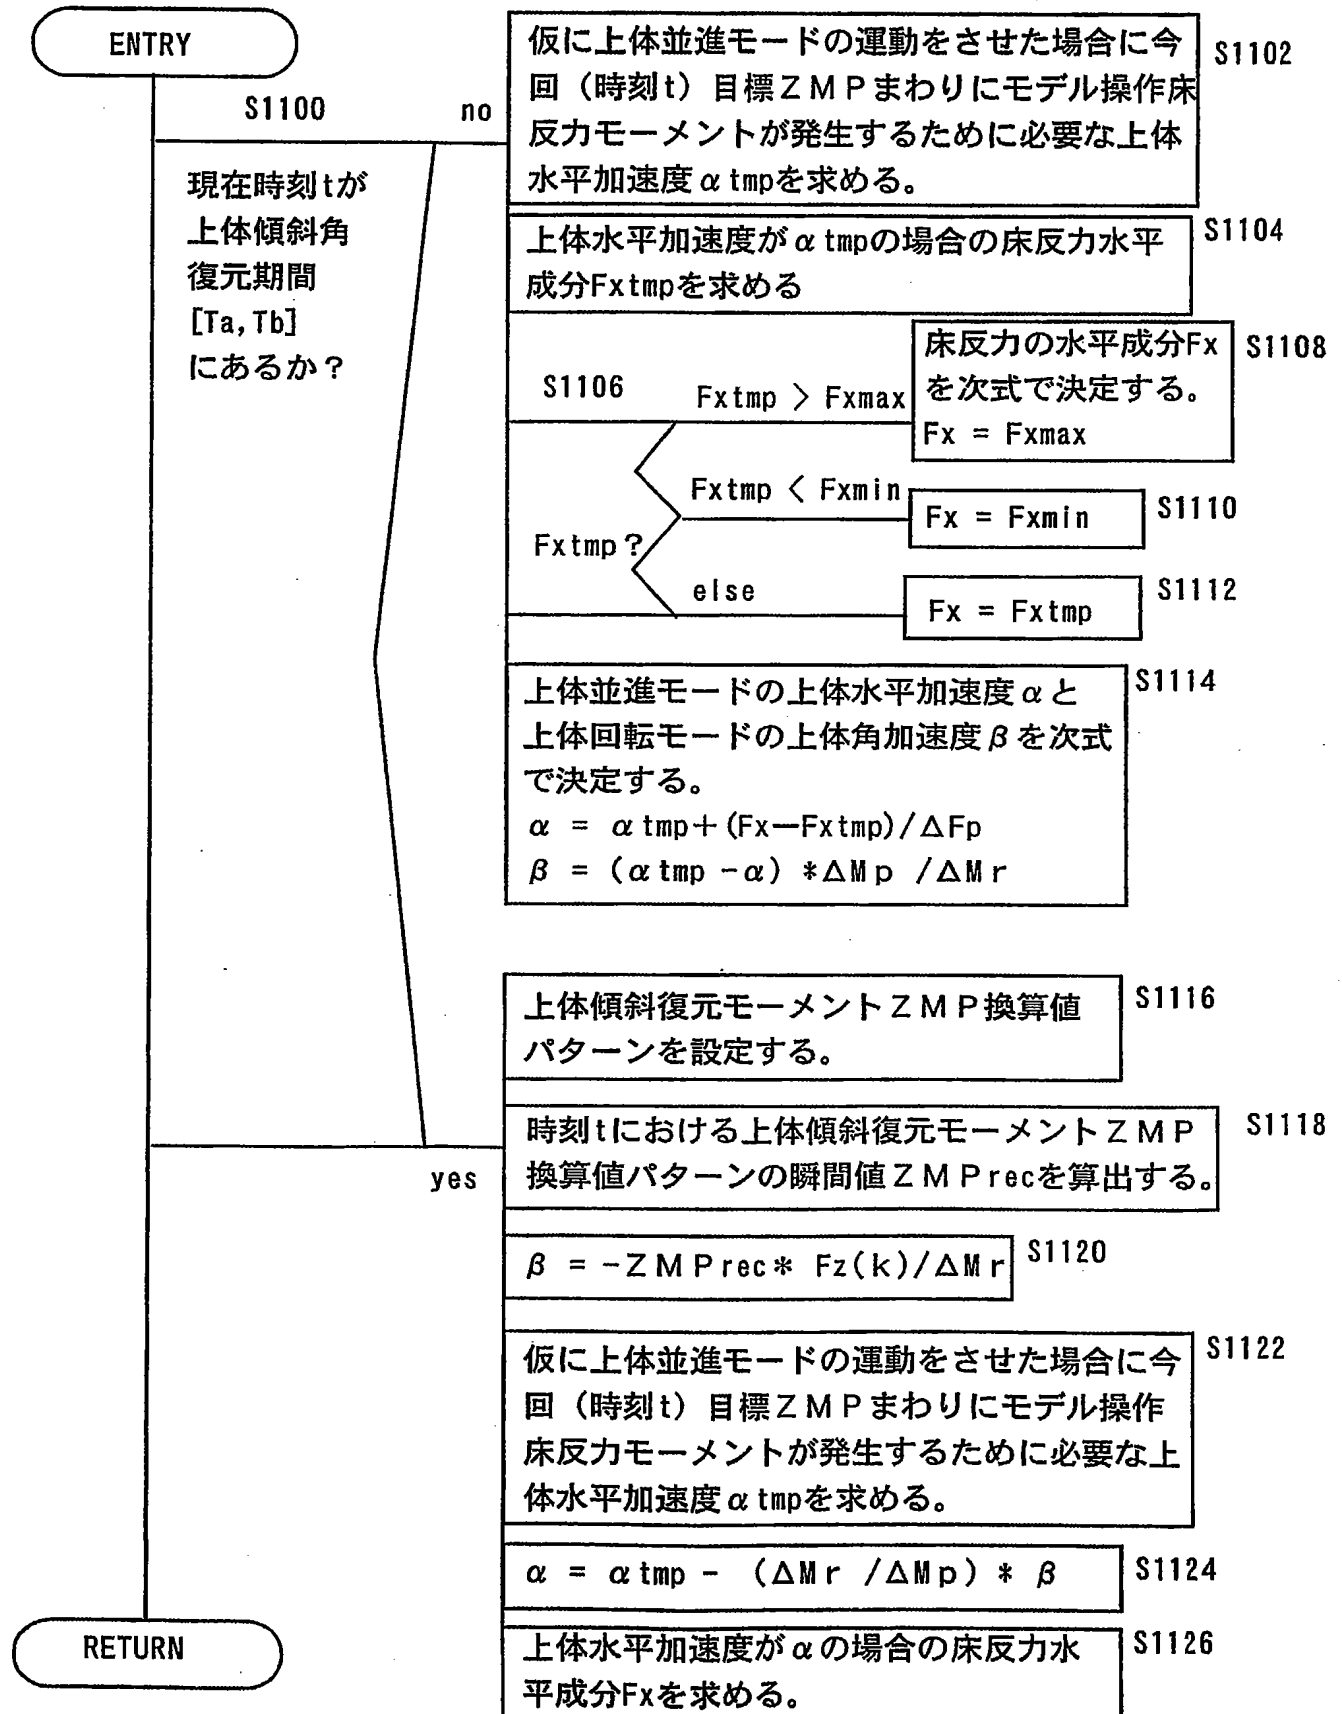 ENTRY
S1100
no
現在時刻tが
上体傾斜角
復元期間
[Ta,Tb]
にあるか？
仮に上体並進モードの運動をさせた場合に今
回（時刻t）目標ＺＭＰまわりにモデル操作床
反力モーメントが発生するために必要な上体
水平加速度αtmpを求める。
S1102
上体水平加速度がαtmpの場合の床反力水平
成分Fxtmpを求める
S1104
S1106
Fxtmp？
Fxtmp > Fxmax
床反力の水平成分Fx
を次式で決定する。
Fx = Fxmax
S1108
Fxtmp < Fxmin
Fx = Fxmin
S1110
else
Fx = Fxtmp
S1112
上体並進モードの上体水平加速度αと
上体回転モードの上体角加速度βを次式
で決定する。
α = αtmp＋(Fx－Fxtmp)/ΔFp
β = (αtmp -α) *ΔMp /ΔMr
S1114
yes
上体傾斜復元モーメントＺＭＰ換算値
パターンを設定する。
S1116
時刻tにおける上体傾斜復元モーメントＺＭＰ
換算値パターンの瞬間値ＺＭＰrecを算出する。
S1118
β = -ＺＭＰrec* Fz(k)/ΔMr
S1120
仮に上体並進モードの運動をさせた場合に今
回（時刻t）目標ＺＭＰまわりにモデル操作
床反力モーメントが発生するために必要な上
体水平加速度αtmpを求める。
S1122
α = αtmp - (ΔMr /ΔMp) * β
S1124
上体水平加速度がαの場合の床反力水
平成分Fxを求める。
S1126
RETURN